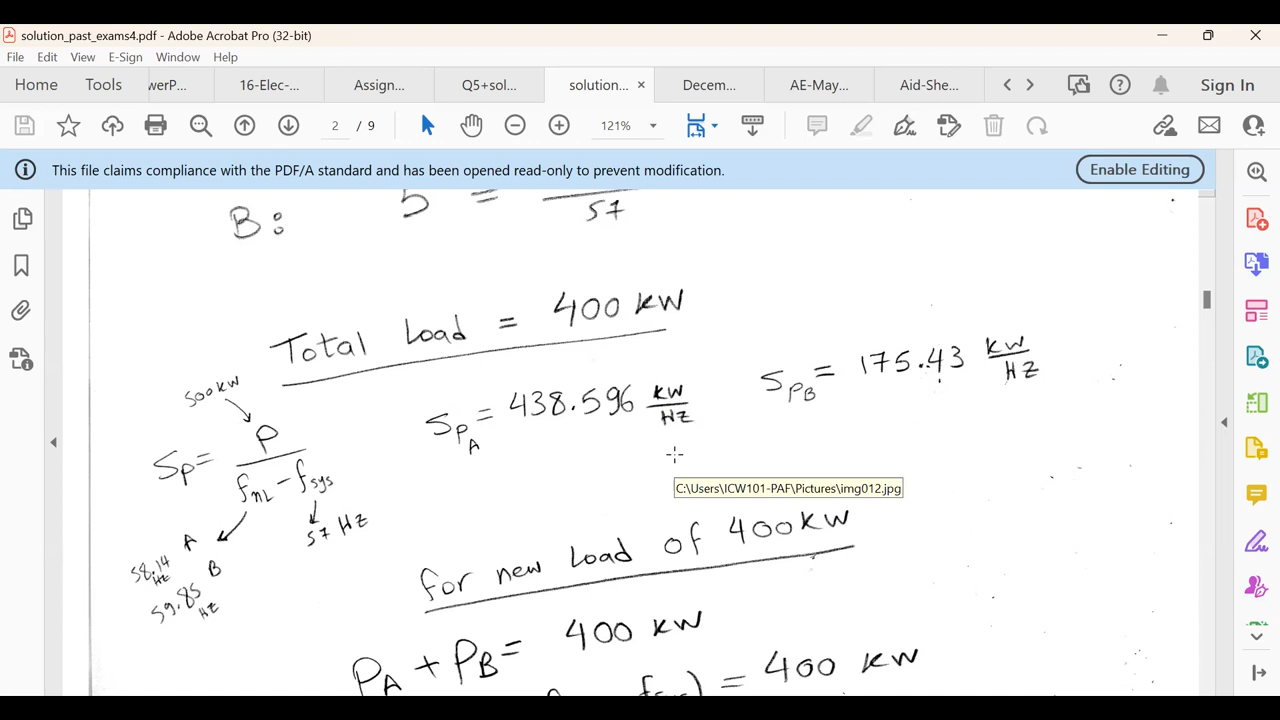 solution_past_exams4.pdf - Adobe Acrobat Pro (32-bit)
File Edit View E-Sign Window Help
Home Tools werP... 16-Elec-... Assign... Q5+sol... solution... × Decem... AE-May... Aid-She... Sign In
2 / 9 121%
This file claims compliance with the PDF/A standard and has been opened read-only to prevent modification. Enable Editing
B: 5 = 57
Total Load = 400 KW
500 KW
Sp = P / (fnL - fsys)
SpA = 438.596 KW/HZ
SpB = 175.43 KW/HZ
57 HZ
A 58.14 HZ
B 59.85 HZ
C:\Users\ICW101-PAF\Pictures\img012.jpg
for new Load of 400 KW
PA + PB = 400 KW
fsys) = 400 KW